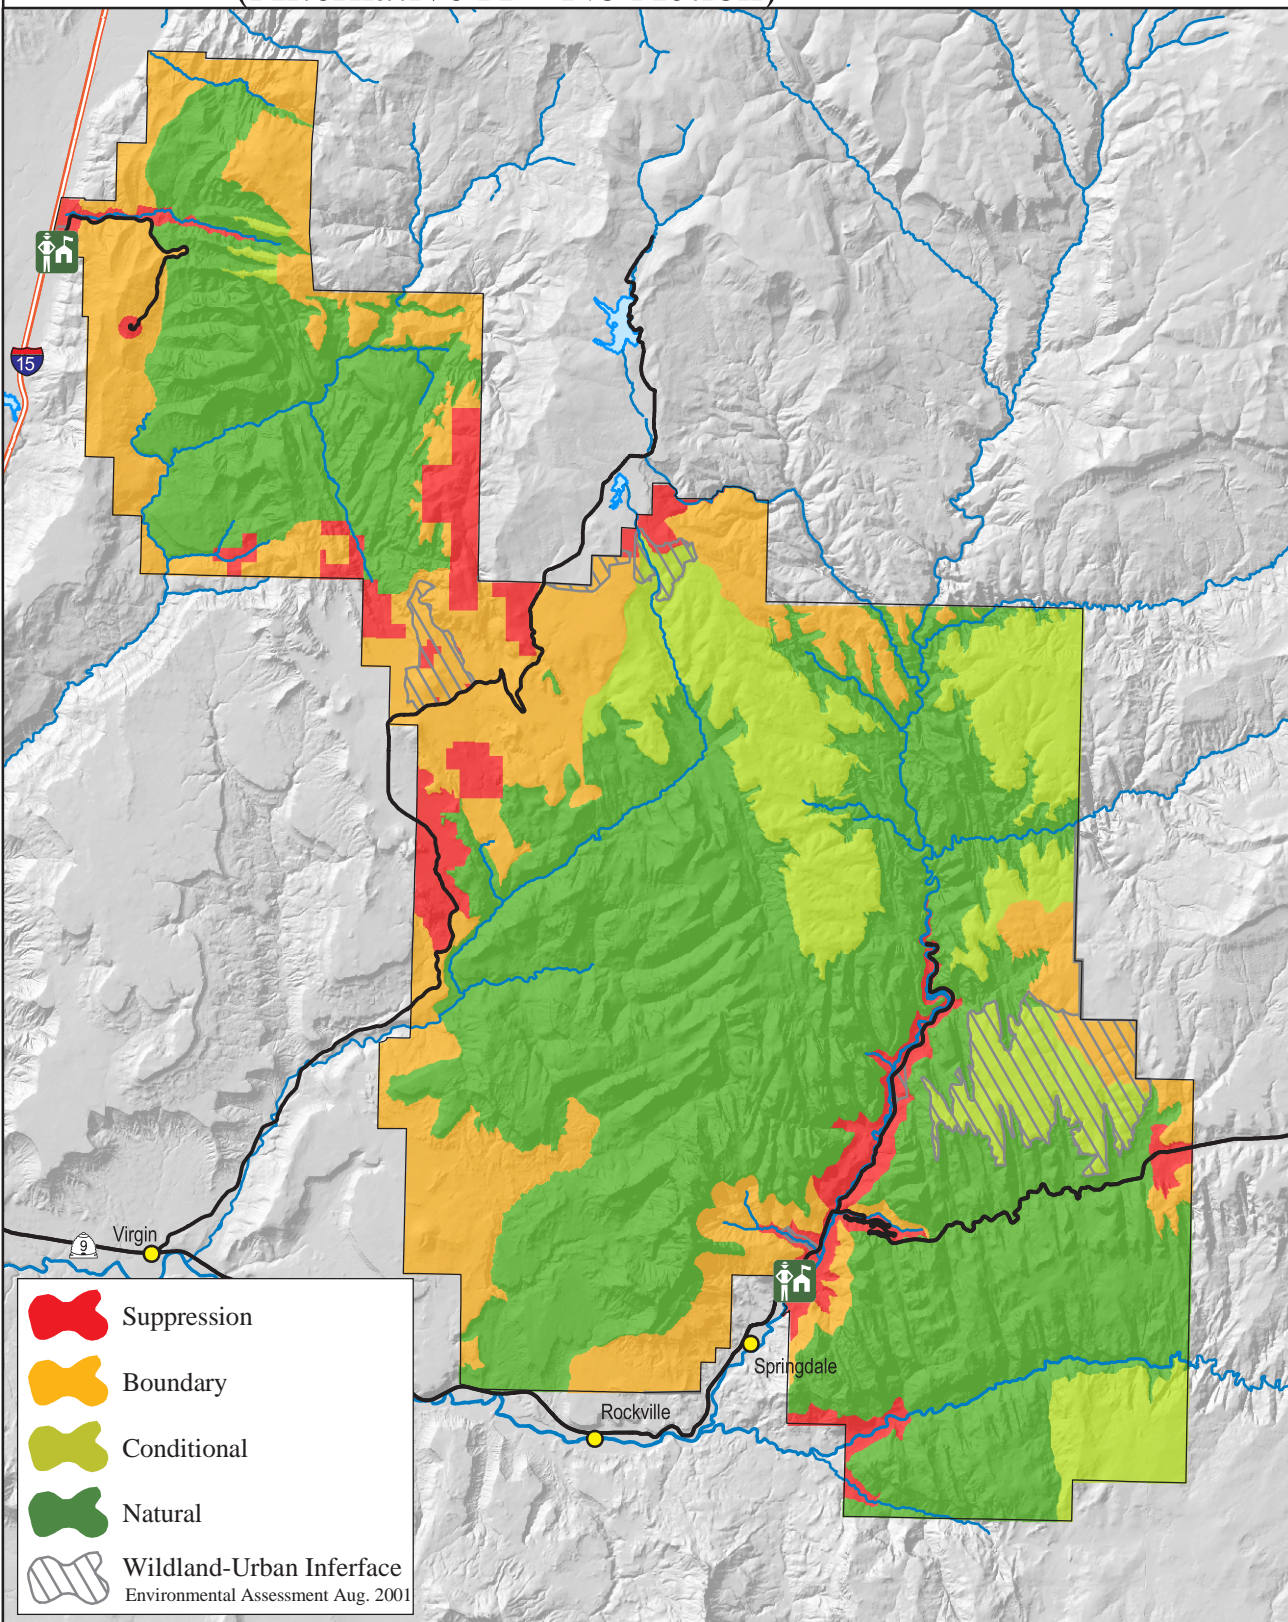 15
Virgin
9
Springdale
Rockville
Suppression
Boundary
Conditional
Natural
Wildland-Urban Inferface
Environmental Assessment Aug. 2001